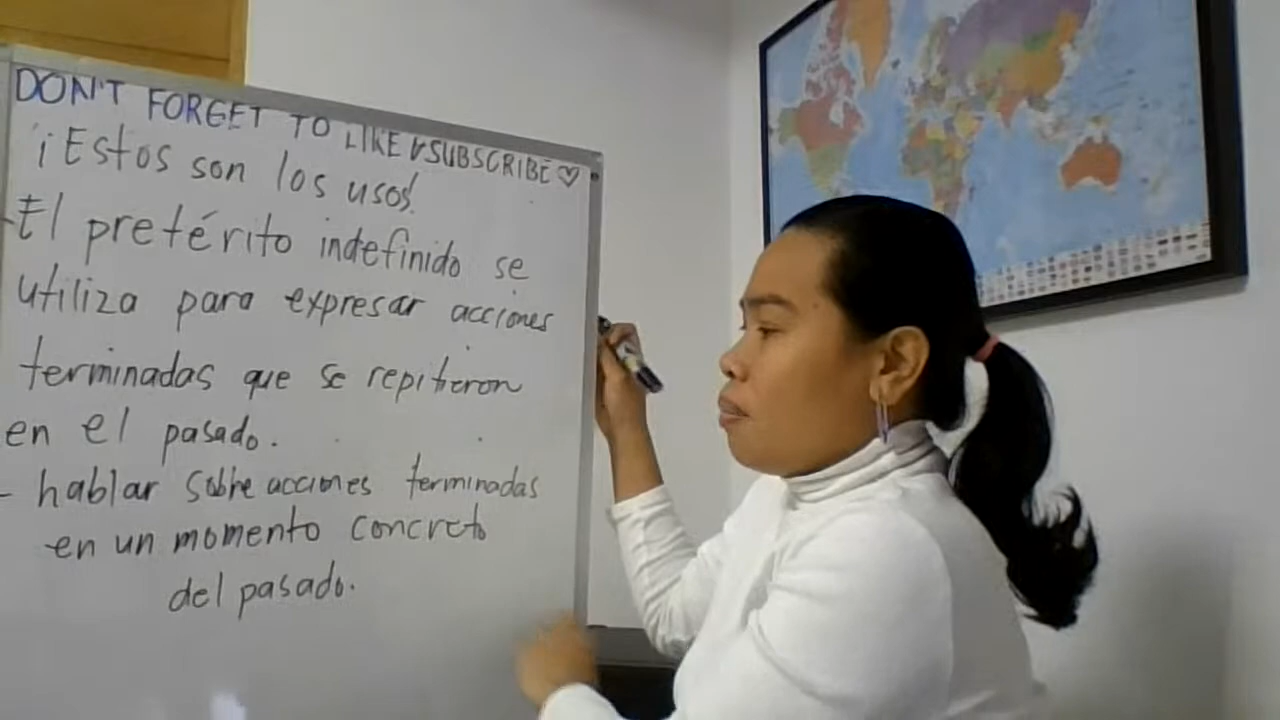 DON'T FORGET TO LIKE & SUBSCRIBE ♡
¡Estos son los usos!
- El pretérito indefinido se
utiliza para expresar acciones
terminadas que se repitieron
en el pasado.
- hablar sobre acciones terminadas
en un momento concreto
del pasado.